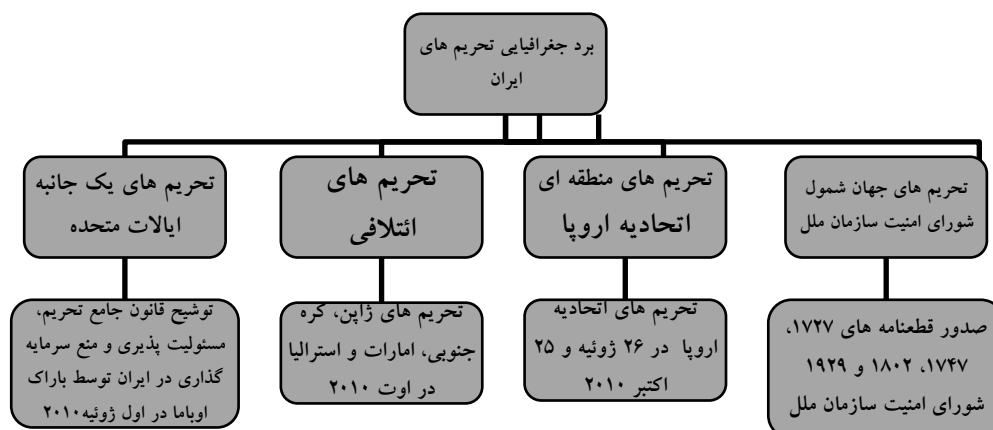 برد جغرافیایی تحریم های
ایران
تحریم های جهان شمول
شورای امنیت سازمان ملل
تحریم های منطقه ای
اتحادیه اروپا
تحریم های
ائتلافی
تحریم های یک جانبه
ایالات متحده
صدور قطعنامه های ۱۷۲۷،
۱۷۴۷، ۱۸۰۲ و ۱۹۲۹
شورای امنیت سازمان ملل
تحریم های اتحادیه
اروپا در ۲۶ ژوئیه و ۲۵
اکتبر ۲۰۱۰
تحریم های ژاپن، کره
جنوبی، امارات و استرالیا
در اوت ۲۰۱۰
توشیح قانون جامع تحریم،
مسئولیت پذیری و منع سرمایه
گذاری در ایران توسط باراک
اوباما در اول ژوئیه۲۰۱۰